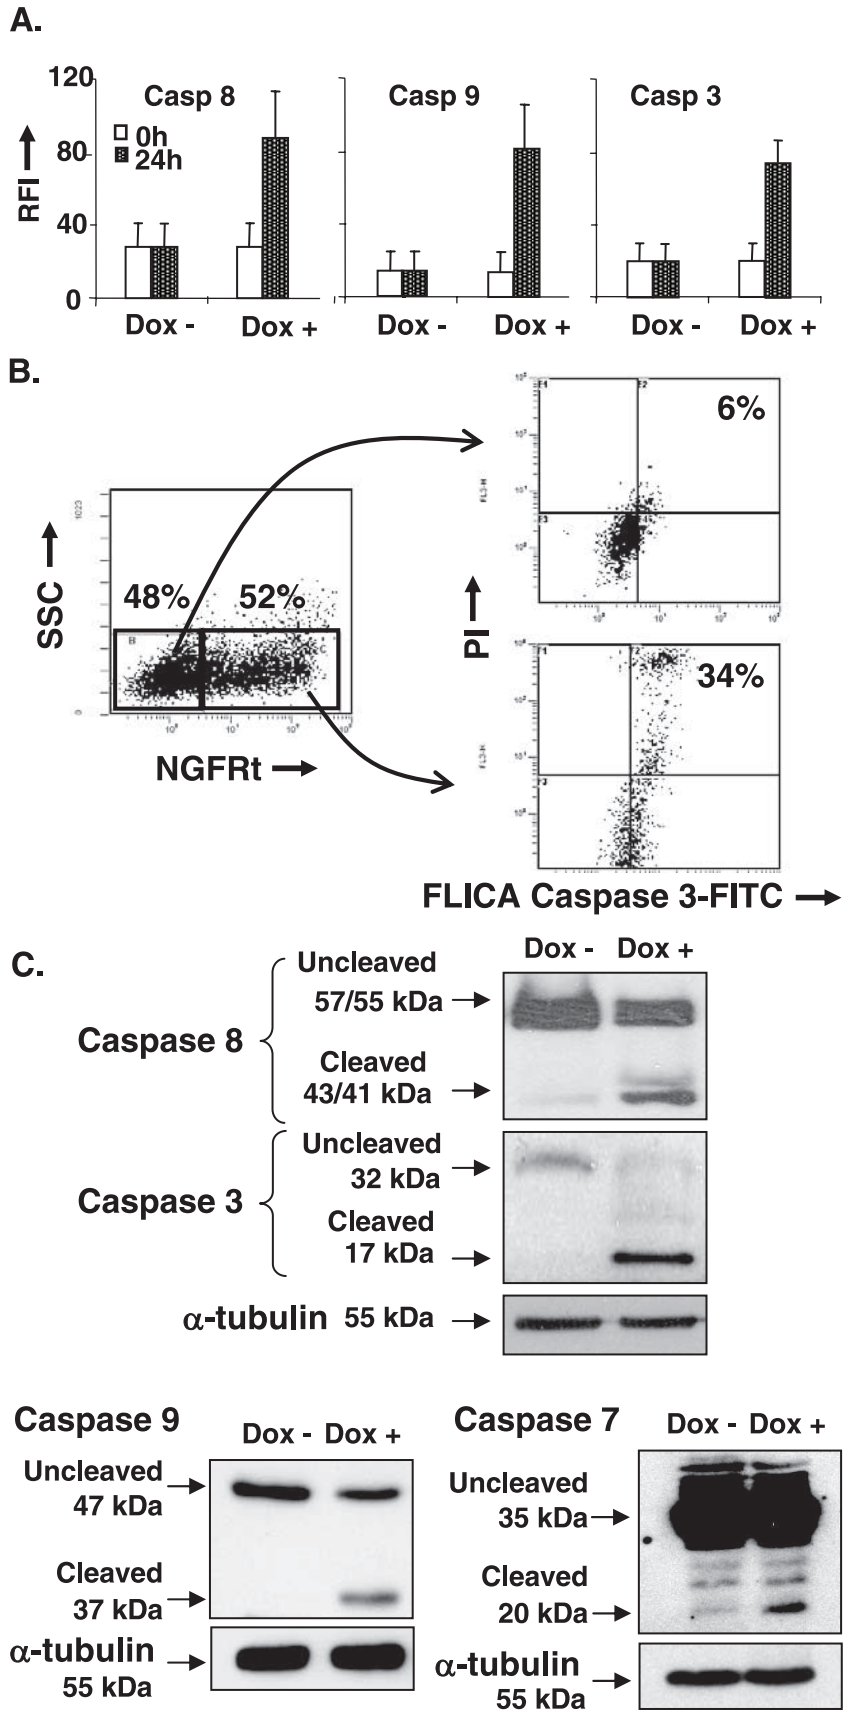 A.
120
80
40
0
RFI
Casp 8
0h
24h
Casp 9
Casp 3
Dox - Dox + Dox - Dox + Dox - Dox +
B.
SSC
48% 52%
1023
0
B
C
NGFRt
PI
6%
FL3-H
34%
FL3-H
FLICA Caspase 3-FITC
C.
Dox - Dox +
Caspase 8
Uncleaved
57/55 kDa
Cleaved
43/41 kDa
Caspase 3
Uncleaved
32 kDa
Cleaved
17 kDa
α-tubulin 55 kDa
Caspase 9
Dox - Dox +
Uncleaved
47 kDa
Cleaved
37 kDa
α-tubulin
55 kDa
Caspase 7
Dox - Dox +
Uncleaved
35 kDa
Cleaved
20 kDa
α-tubulin
55 kDa